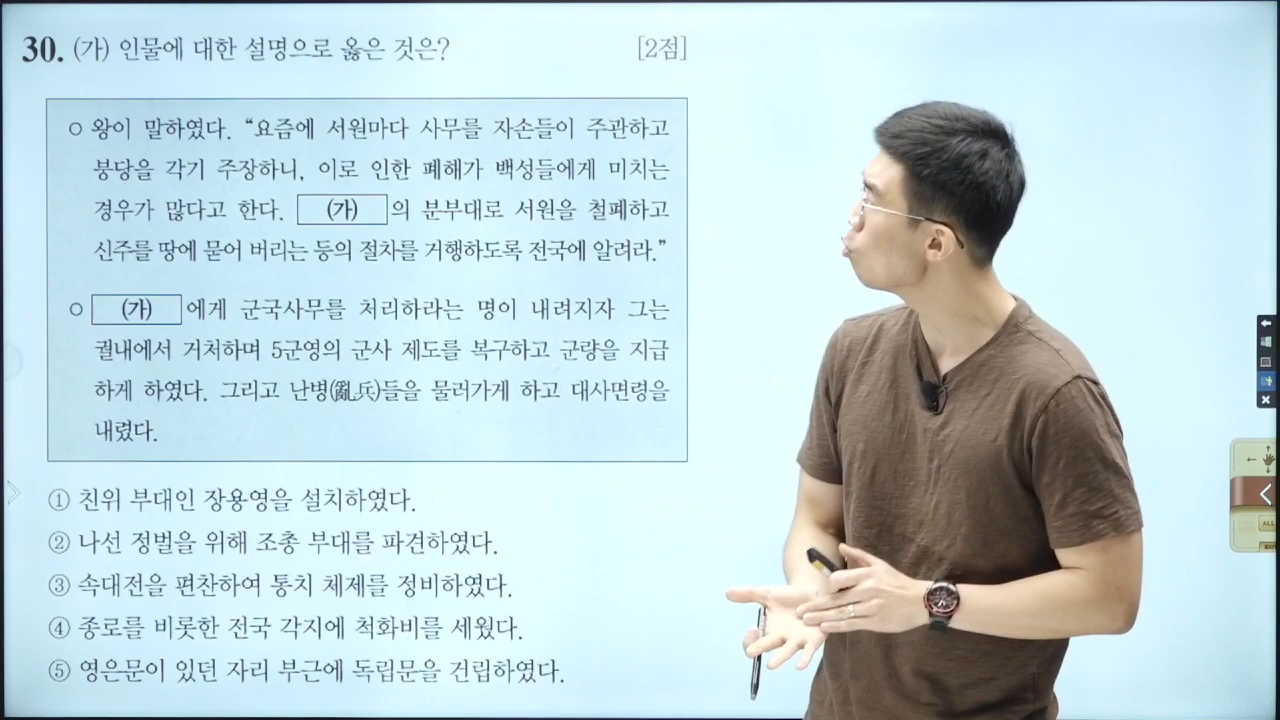 30. (가) 인물에 대한 설명으로 옳은 것은? [2점]
○ 왕이 말하였다. “요즘에 서원마다 사무를 자손들이 주관하고
붕당을 각기 주장하니, 이로 인한 폐해가 백성들에게 미치는
경우가 많다고 한다. (가) 의 분부대로 서원을 철폐하고
신주를 땅에 묻어 버리는 등의 절차를 거행하도록 전국에 알려라.”
○ (가) 에게 군국사무를 처리하라는 명이 내려지자 그는
궐내에서 거처하며 5군영의 군사 제도를 복구하고 군량을 지급
하게 하였다. 그리고 난병(亂兵)들을 물러가게 하고 대사면령을
내렸다.
① 친위 부대인 장용영을 설치하였다.
② 나선 정벌을 위해 조총 부대를 파견하였다.
③ 속대전을 편찬하여 통치 체제를 정비하였다.
④ 종로를 비롯한 전국 각지에 척화비를 세웠다.
⑤ 영은문이 있던 자리 부근에 독립문을 건립하였다.
ALL